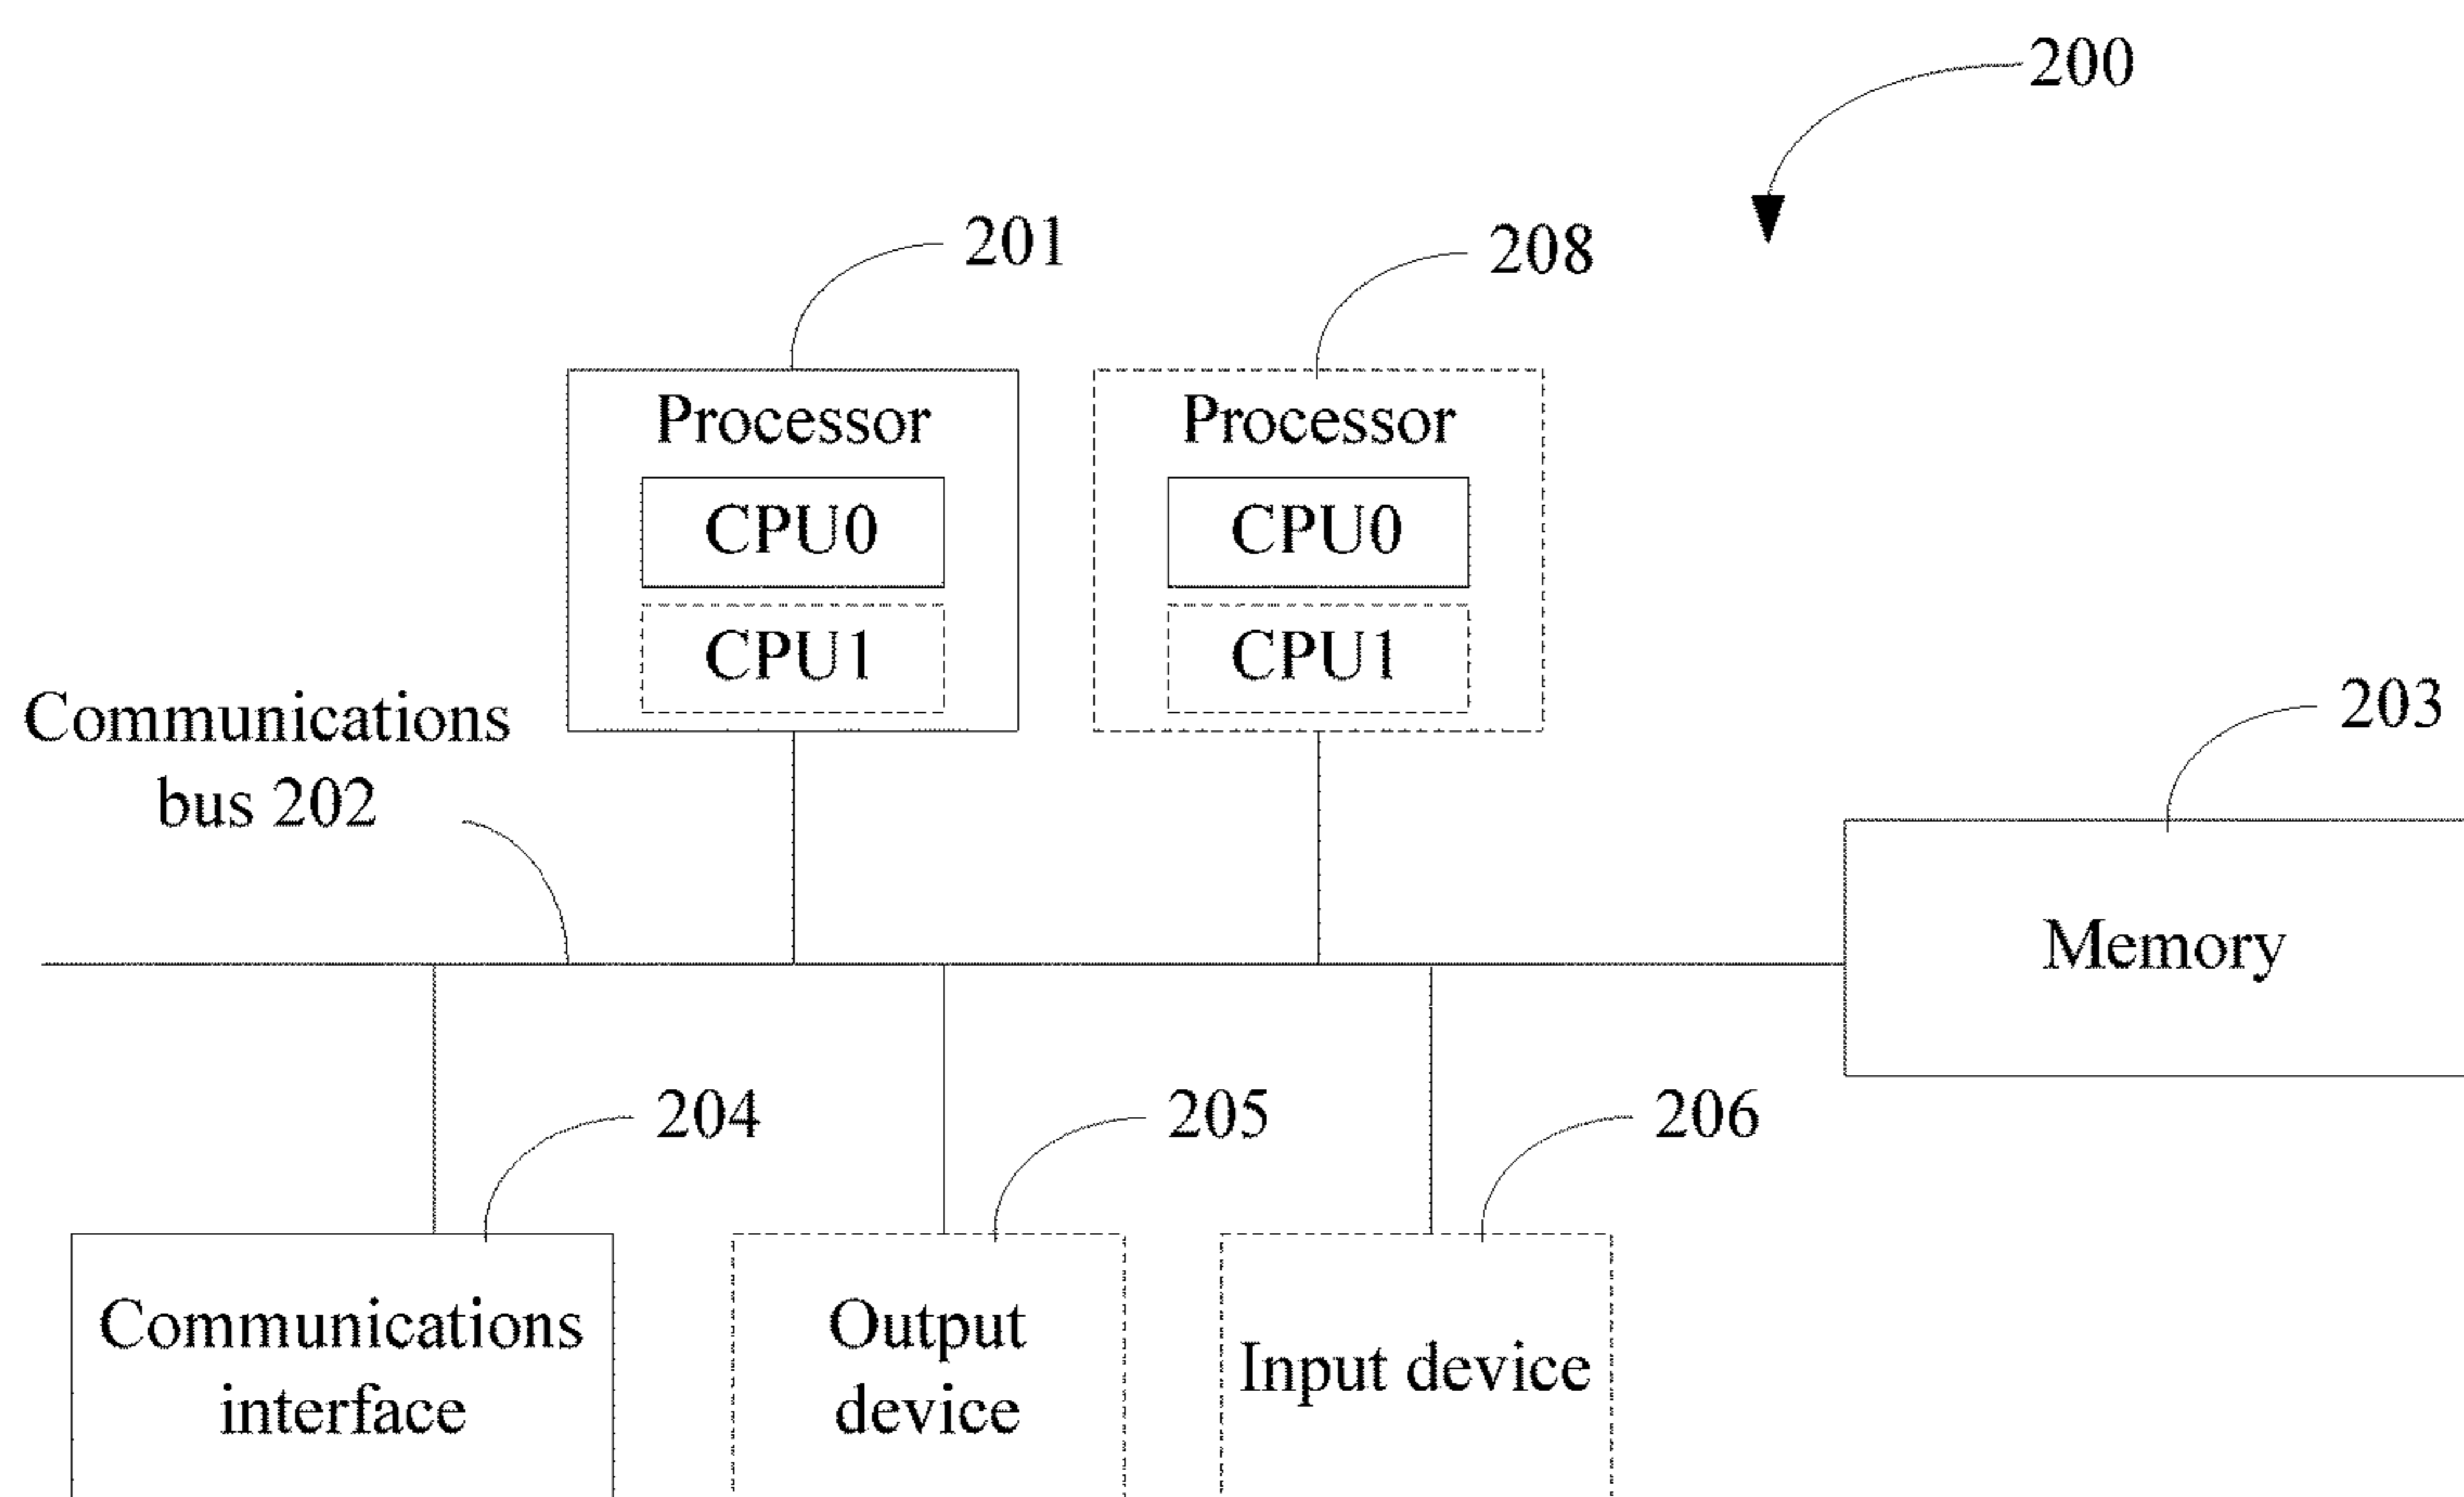 200
201
208
Processor
Processor
CPU0
CPU0
CPU1
CPU1
Communications
bus 202
203
Memory
204
205
206
Communications
interface
Output
device
Input device